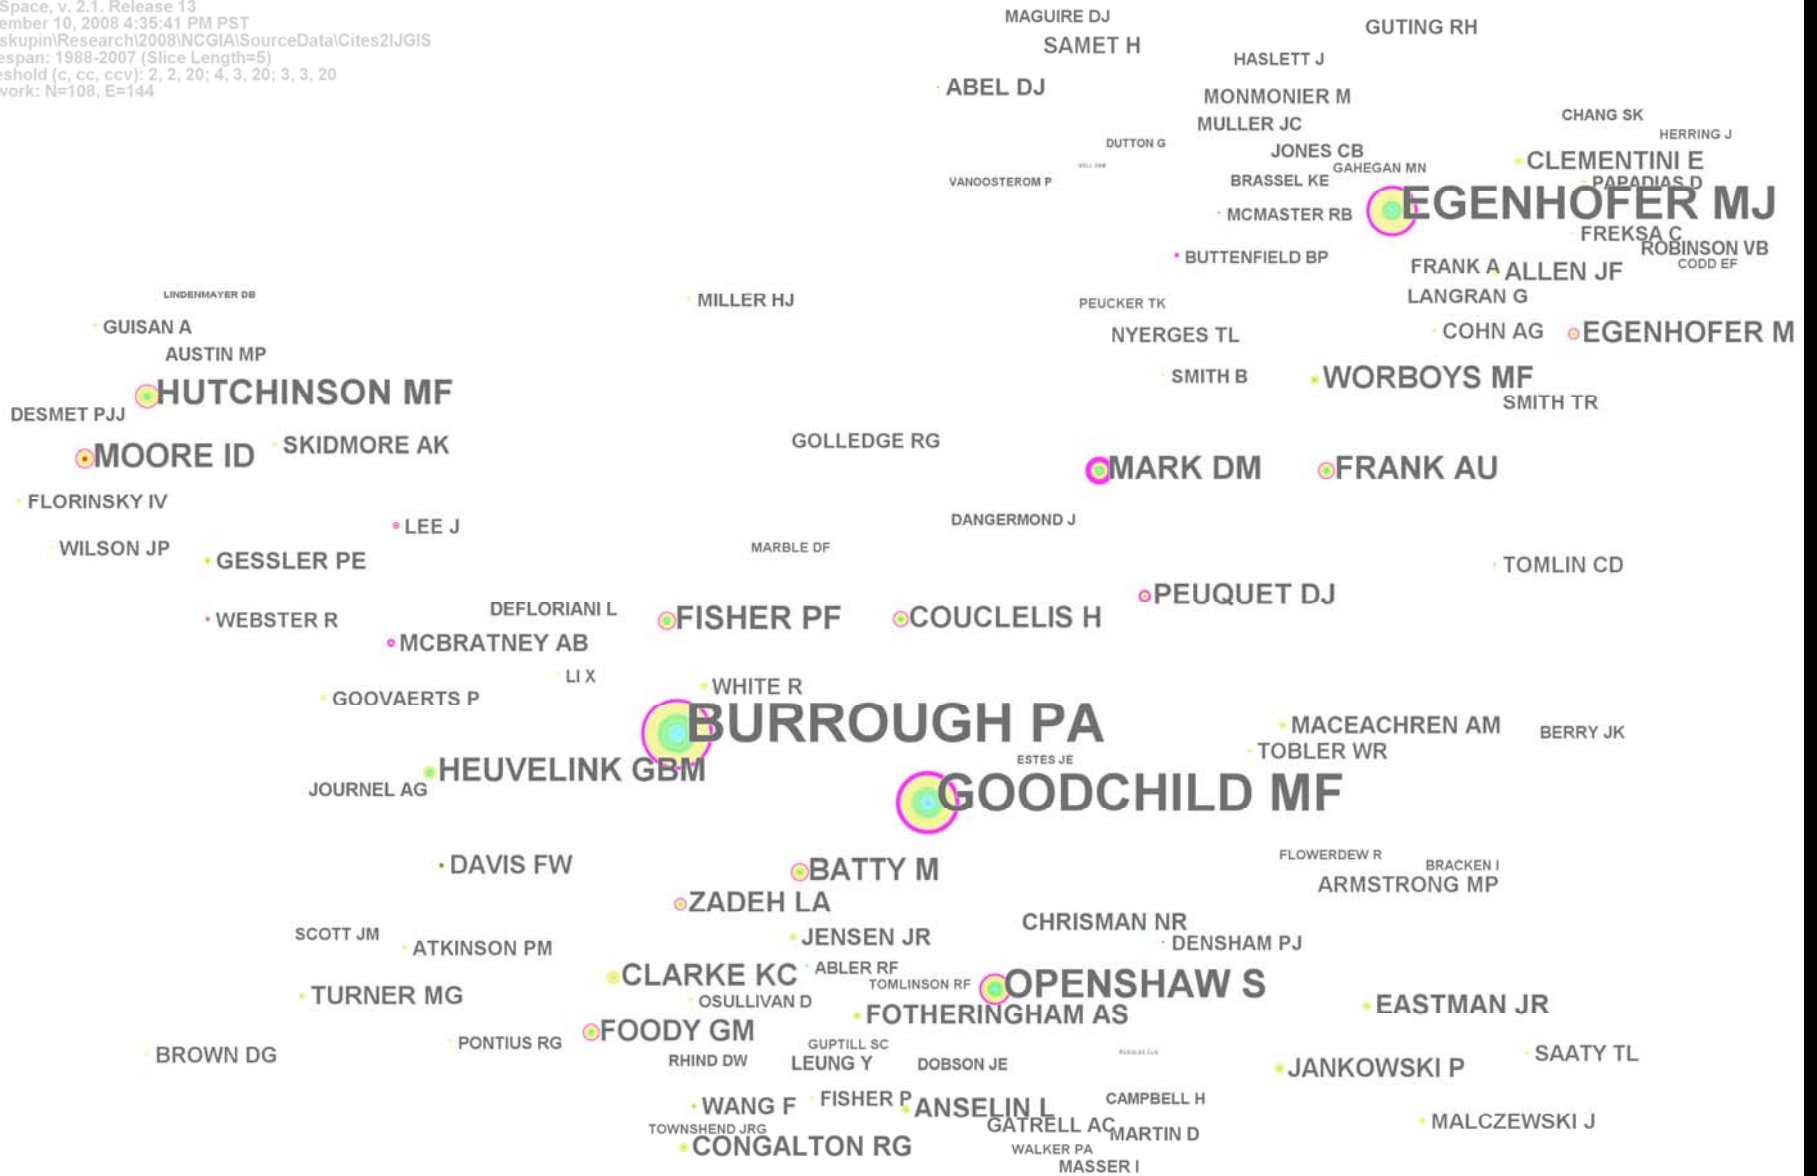 Space, v. 2.1. Release 13
ember 10, 2008 4:35:41 PM PST
skupin\Research\2008\NCGIA\SourceData\Cites2IJGIS
espan: 1988-2007 (Slice Length=5)
eshold (c, cc, ccv): 2, 2, 20; 4, 3, 20; 3, 3, 20
work: N=108, E=144
MAGUIRE DJ
GUTING RH
SAMET H
HASLETT J
ABEL DJ
MONMONIER M
CHANG SK
MULLER JC
HERRING J
DUTTON G
JONES CB
CLEMENTINI E
GAHEGAN MN
VANOOSTEROM P
BRASSEL KE
PAPADIAS D
EGENHOFER MJ
MCMASTER RB
FREKSA C
ROBINSON VB
BUTTENFIELD BP
FRANK A
ALLEN JF
CODD EF
LINDENMAYER DB
MILLER HJ
PEUCKER TK
LANGRAN G
GUISAN A
NYERGES TL
COHN AG
EGENHOFER M
AUSTIN MP
SMITH B
WORBOYS MF
HUTCHINSON MF
SMITH TR
DESMET PJJ
MOORE ID
SKIDMORE AK
GOLLEDGE RG
MARK DM
FRANK AU
FLORINSKY IV
LEE J
DANGERMOND J
WILSON JP
GESSLER PE
MARBLE DF
TOMLIN CD
PEUQUET DJ
WEBSTER R
DEFLORIANI L
FISHER PF
COUCLELIS H
MCBRATNEY AB
LI X
GOOVAERTS P
WHITE R
BURROUGH PA
MACEACHREN AM
BERRY JK
TOBLER WR
HEUVELINK GBM
ESTES JE
JOURNEL AG
GOODCHILD MF
DAVIS FW
BATTY M
FLOWERDEW R
BRACKEN I
ARMSTRONG MP
ZADEH LA
CHRISMAN NR
SCOTT JM
ATKINSON PM
JENSEN JR
DENSHAM PJ
CLARKE KC
ABLER RF
TOMLINSON RF
OPENSHAW S
TURNER MG
OSULLIVAN D
FOTHERINGHAM AS
EASTMAN JR
FOODY GM
BROWN DG
PONTIUS RG
GUPTILL SC
RHIND DW
LEUNG Y
DOBSON JE
SAATY TL
JANKOWSKI P
WANG F
FISHER P
ANSELIN L
CAMPBELL H
TOWNSHEND JRG
GATRELL AC
MARTIN D
MALCZEWSKI J
CONGALTON RG
WALKER PA
MASSER I